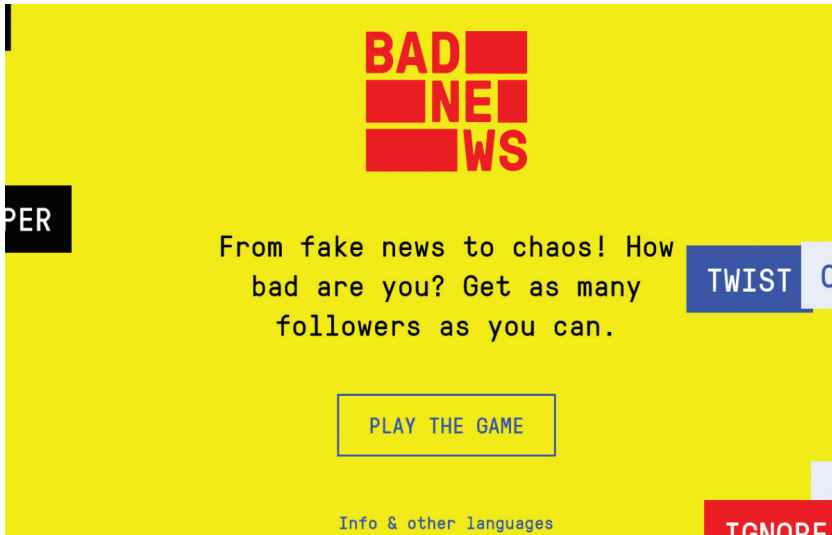 BAD
NE
WS
PER
From fake news to chaos! How
bad are you? Get as many
followers as you can.
TWIST
PLAY THE GAME
Info & other languages
IGNORE